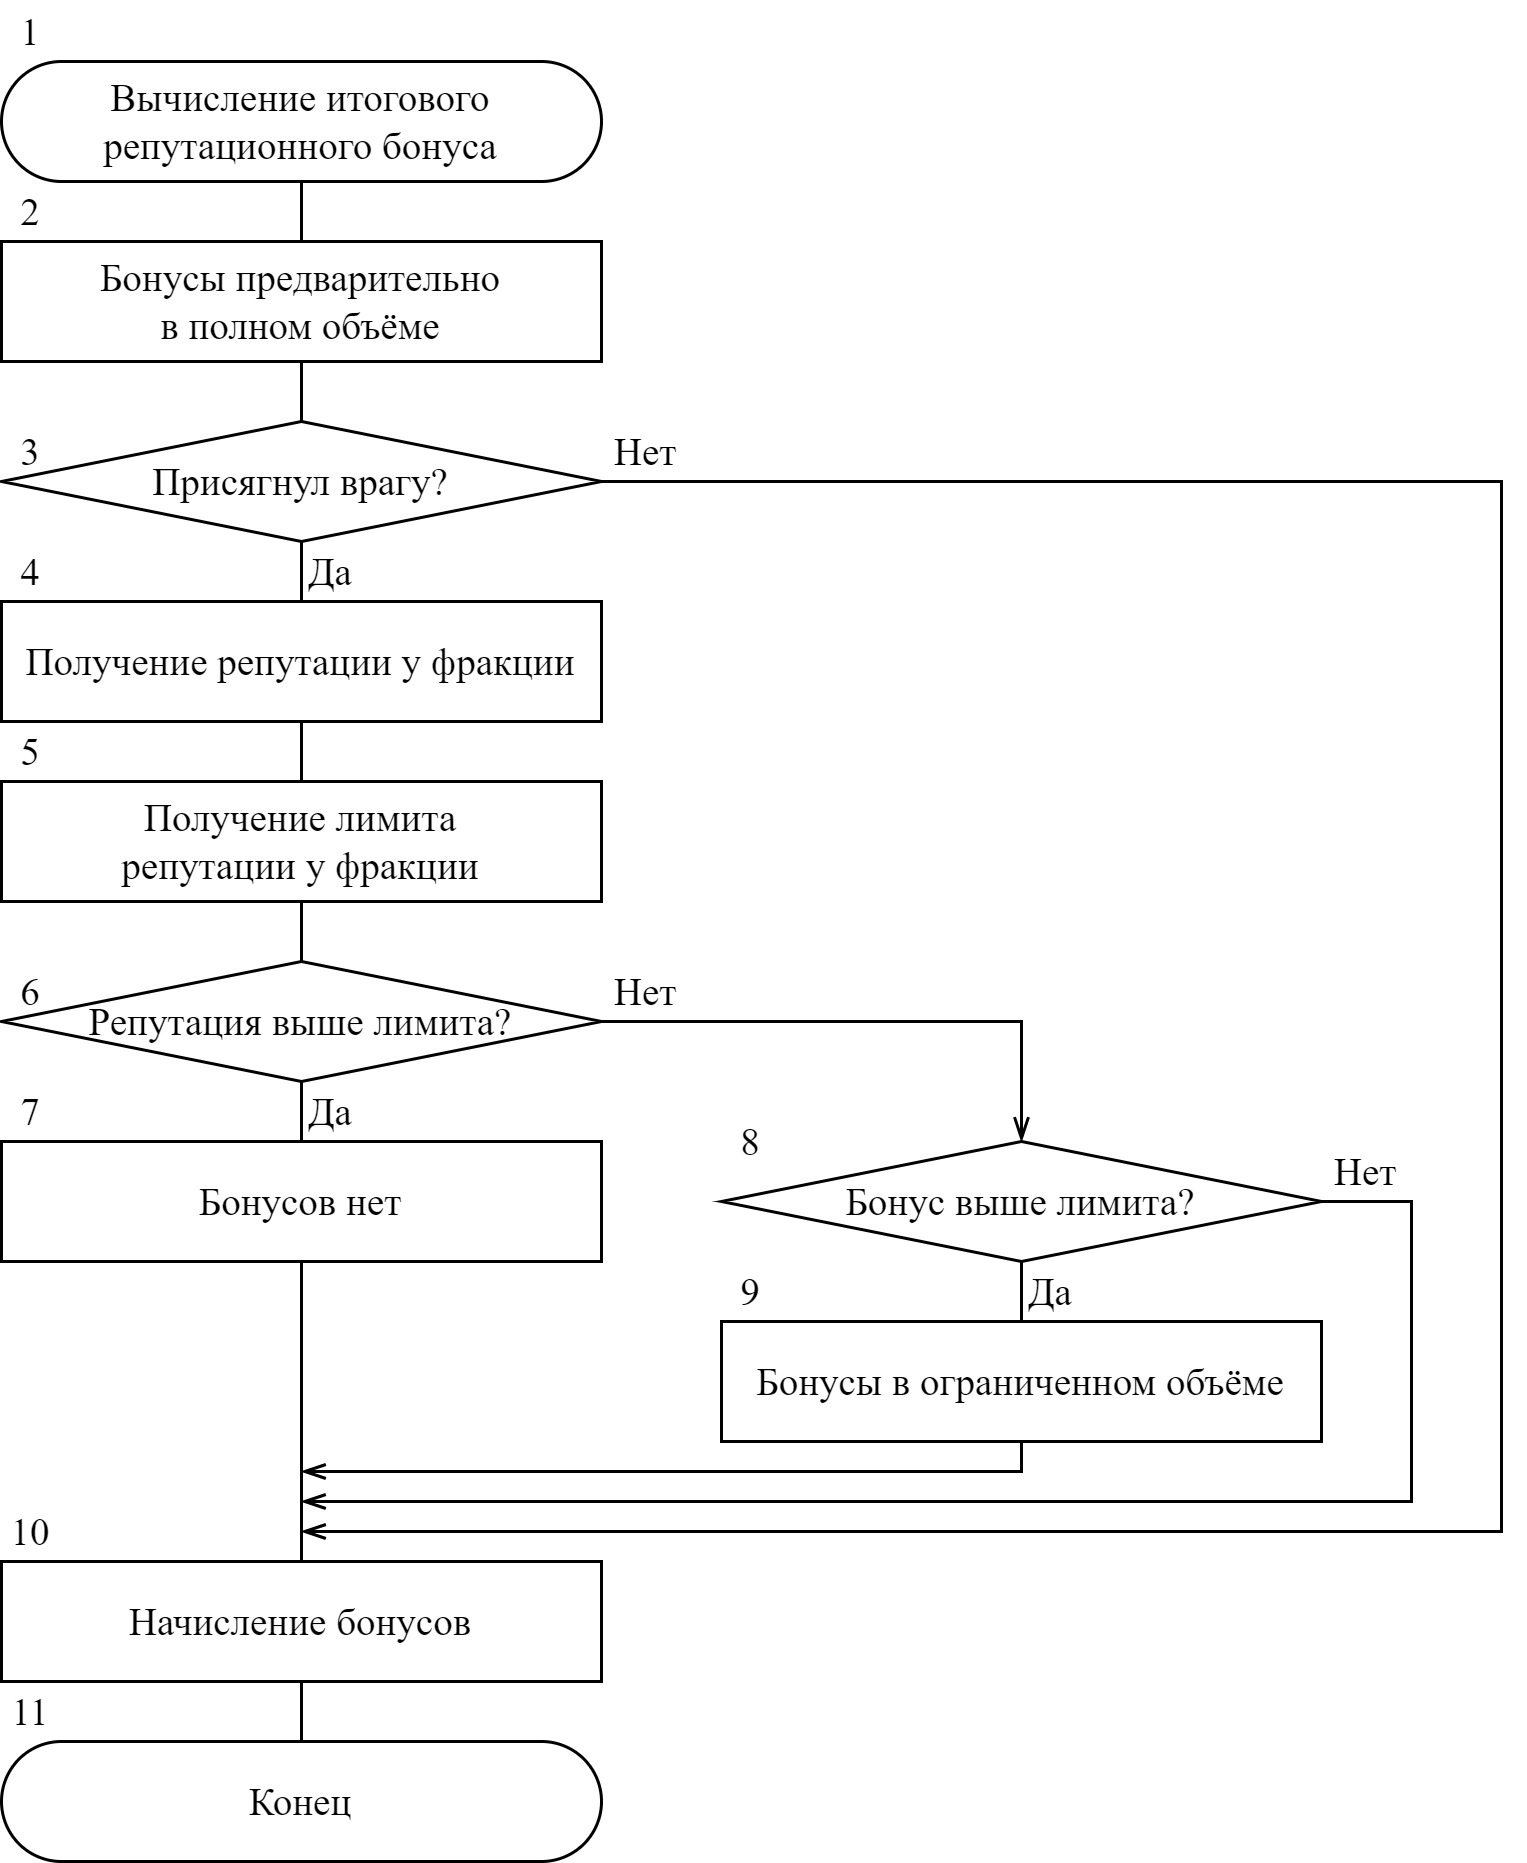 1
Вычисление итогового
репутационного бонуса
2
Бонусы предварительно
в полном объёме
3
Присягнул врагу?
Нет
4
Да
Получение репутации у фракции
5
Получение лимита
репутации у фракции
6
Репутация выше лимита?
Нет
7
Да
Бонусов нет
8
Бонус выше лимита?
Нет
9
Да
Бонусы в ограниченном объёме
10
Начисление бонусов
11
Конец